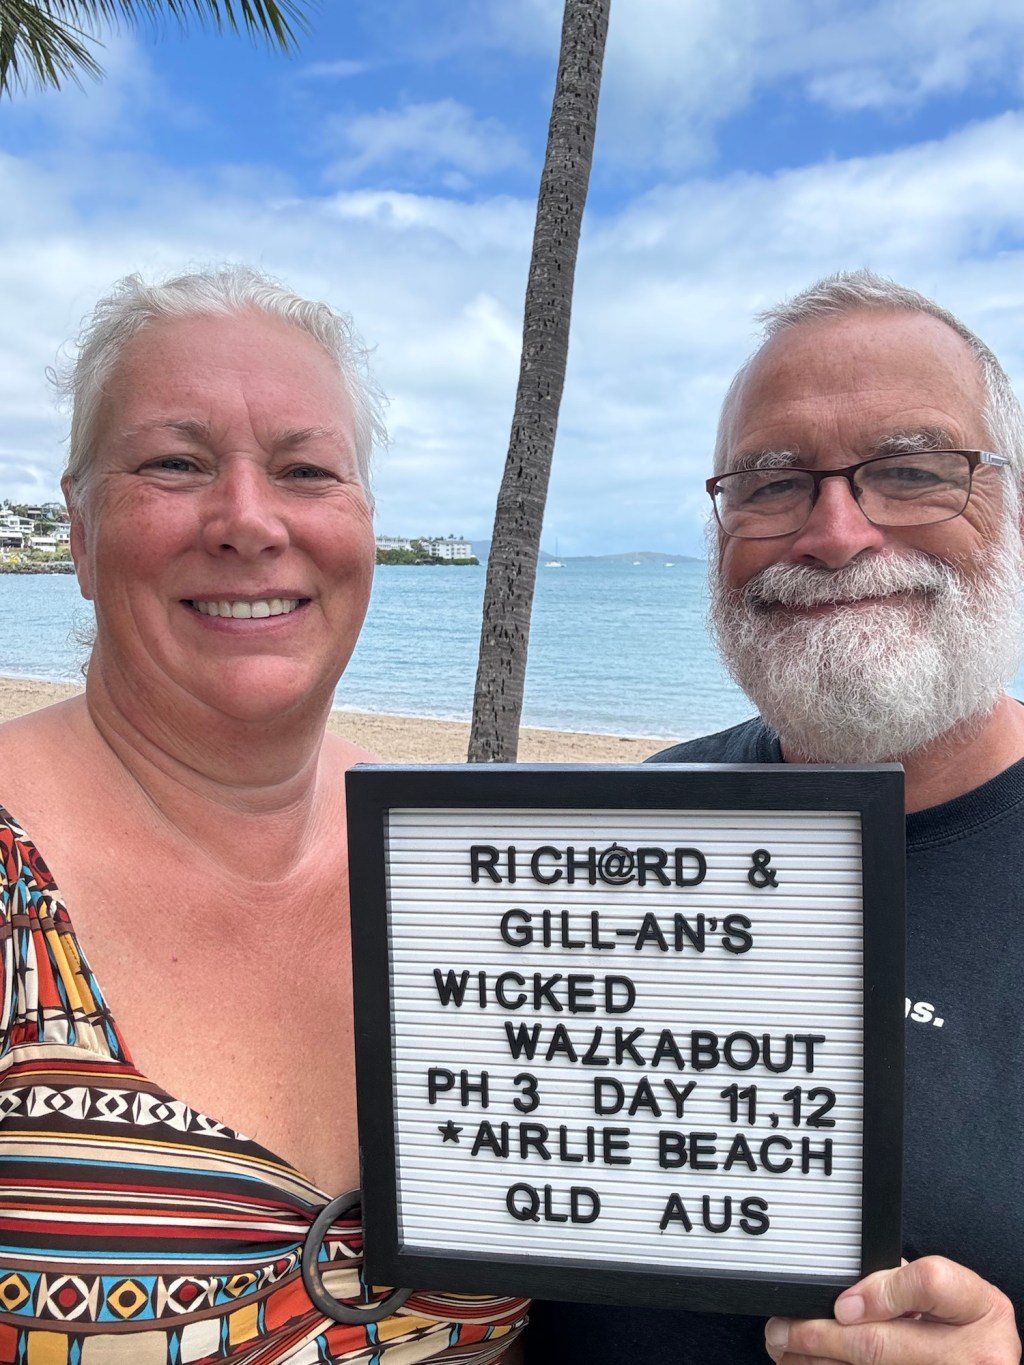 RICH@RD &
GILL-AN'S
WICKED
WALKABOUT
PH 3 DAY 11,12
*AIRLIE BEACH
QLD AUS